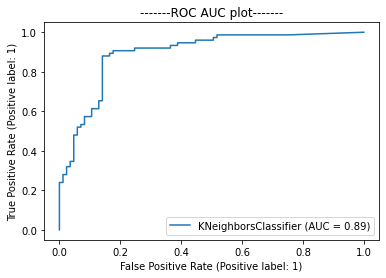 -------ROC AUC plot-------
True Positive Rate (Positive label: 1)
1.0
0.8
0.6
0.4
0.2
0.0
KNeighborsClassifier (AUC = 0.89)
0.0 0.2 0.4 0.6 0.8 1.0
False Positive Rate (Positive label: 1)